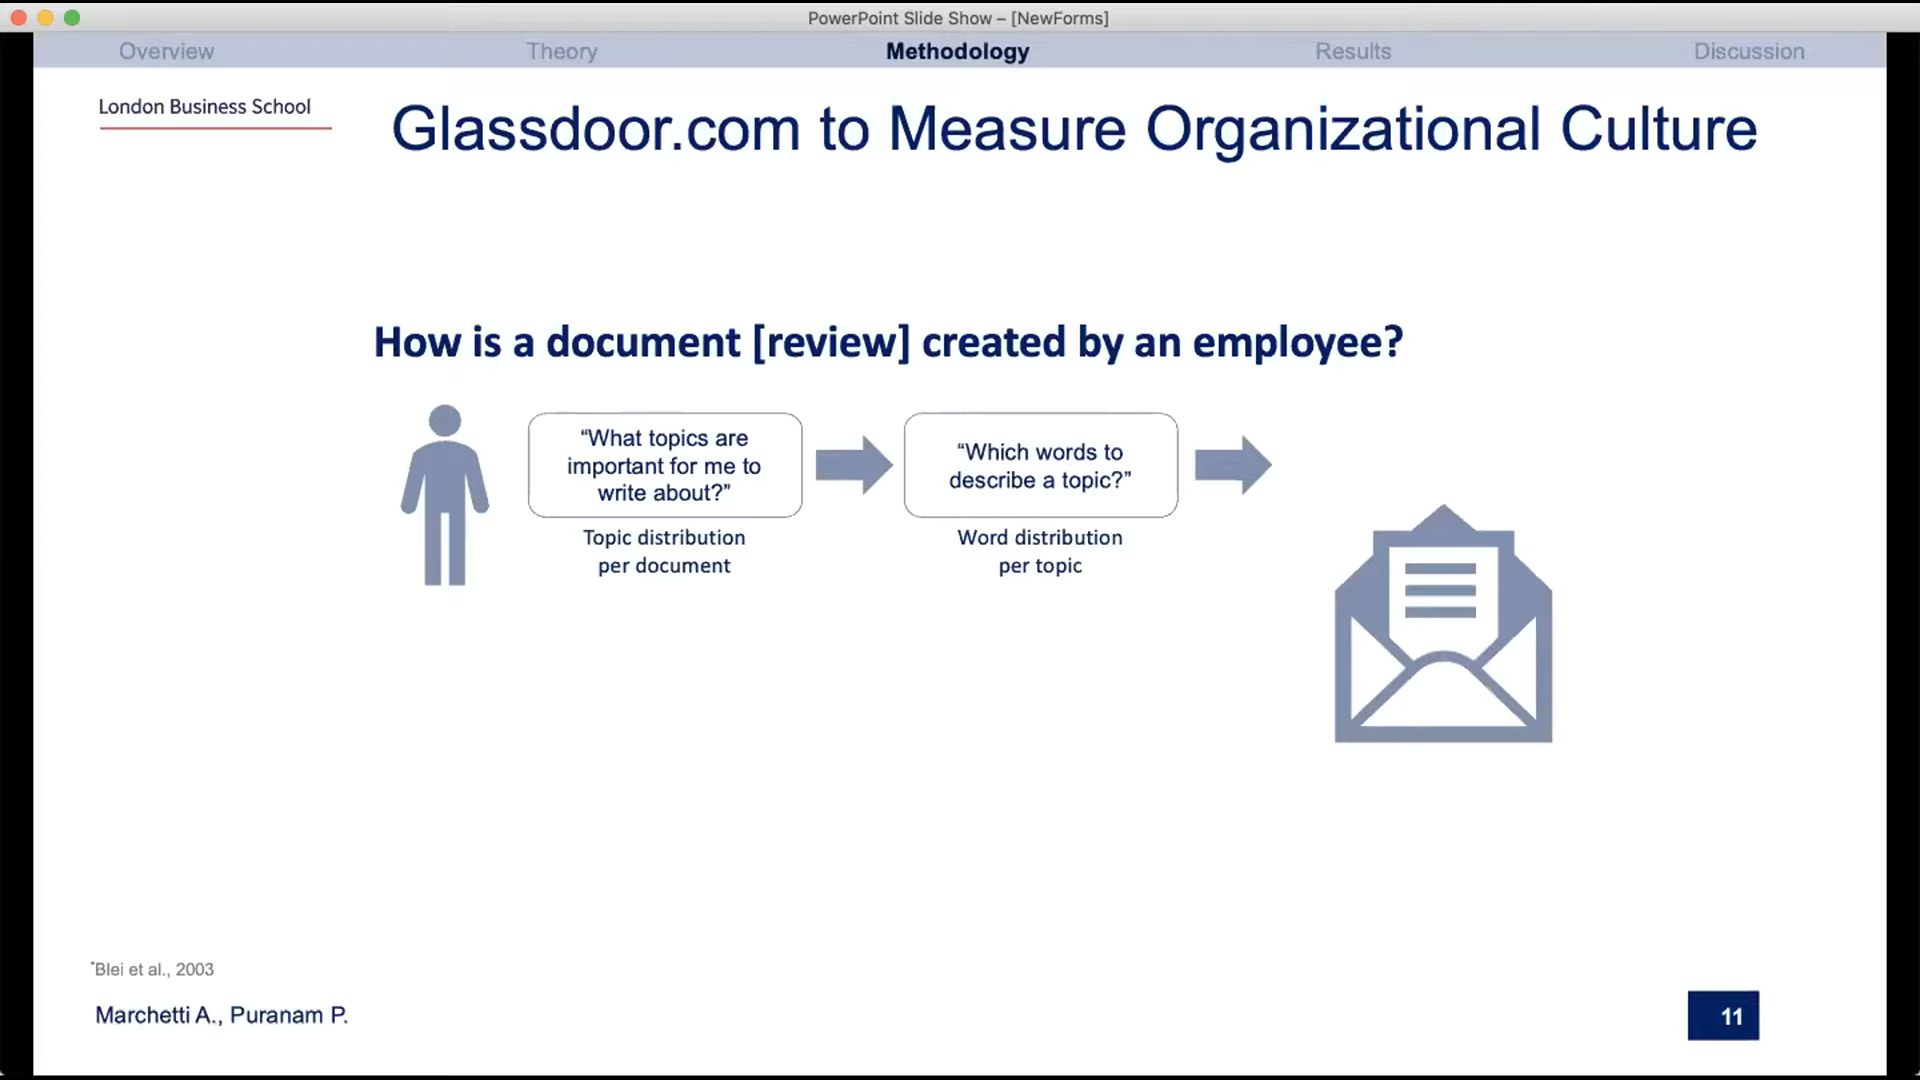 PowerPoint Slide Show – [NewForms]
Overview
Theory
Methodology
Results
Discussion
London Business School
Glassdoor.com to Measure Organizational Culture
How is a document [review] created by an employee?
“What topics are
important for me to
write about?”
Topic distribution
per document
“Which words to
describe a topic?”
Word distribution
per topic
*Blei et al., 2003
Marchetti A., Puranam P.
11